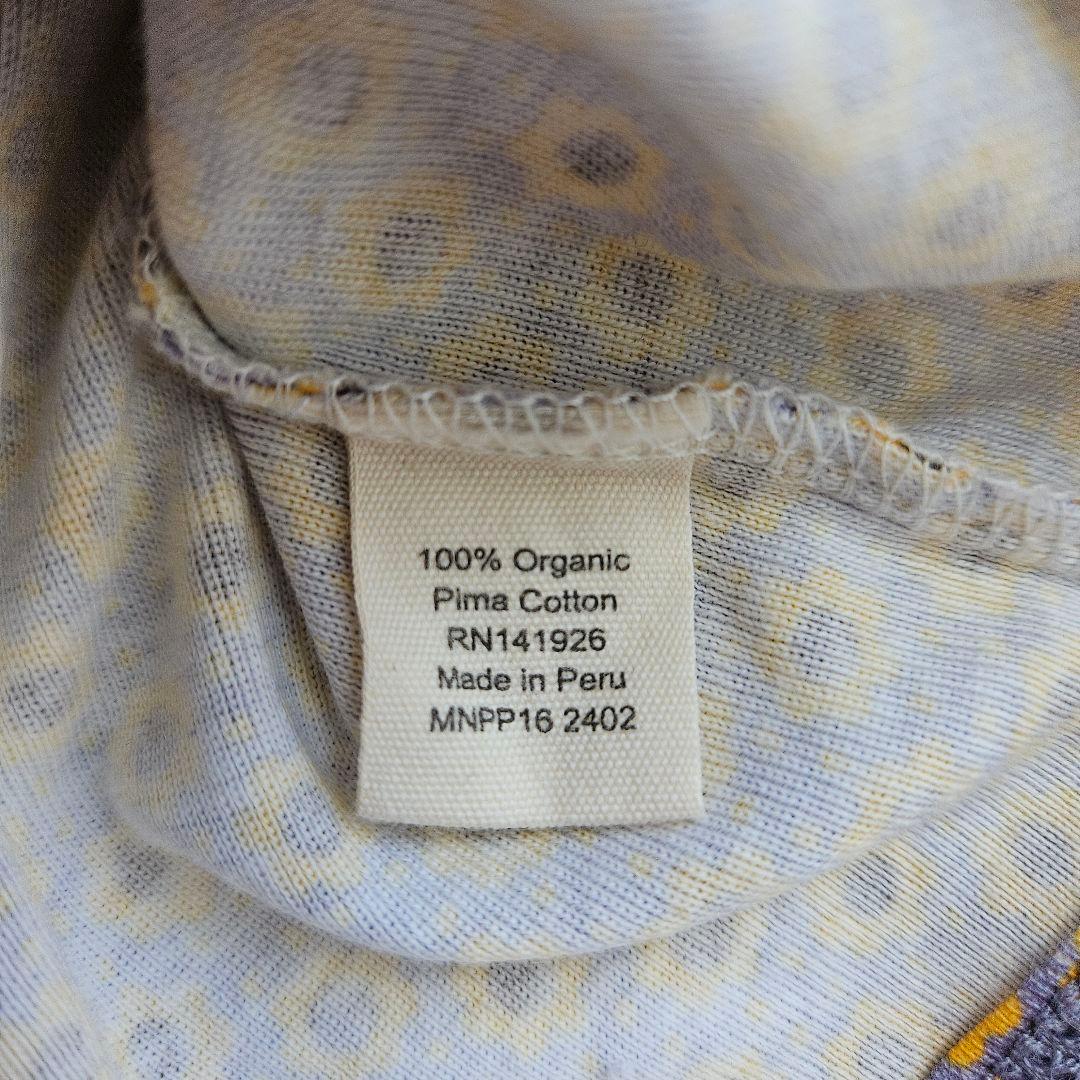 100% Organic
Pima Cotton
RN141926
Made in Peru
MNPP16 2402